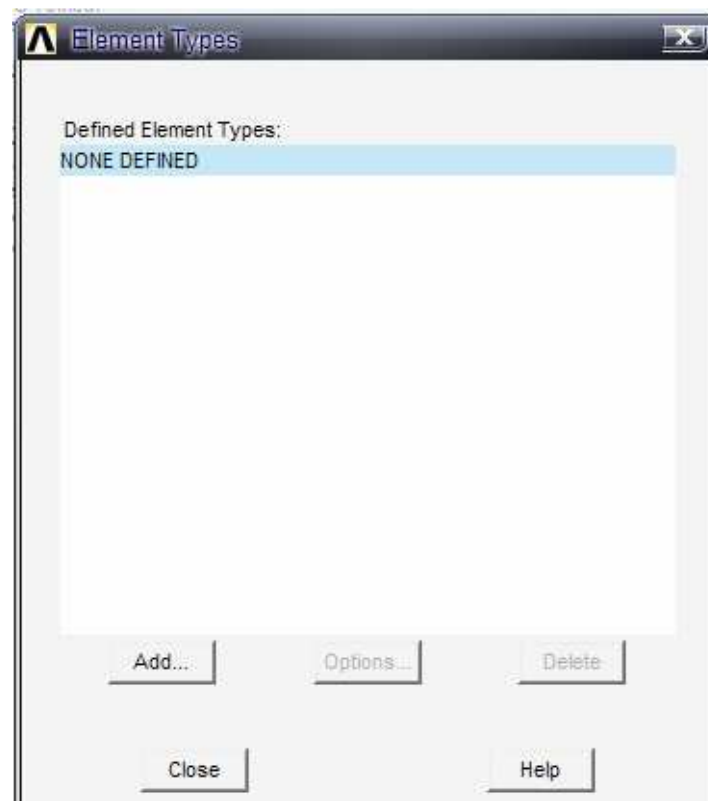 Element Types
Defined Element Types:
NONE DEFINED
Add... Options... Delete
Close Help